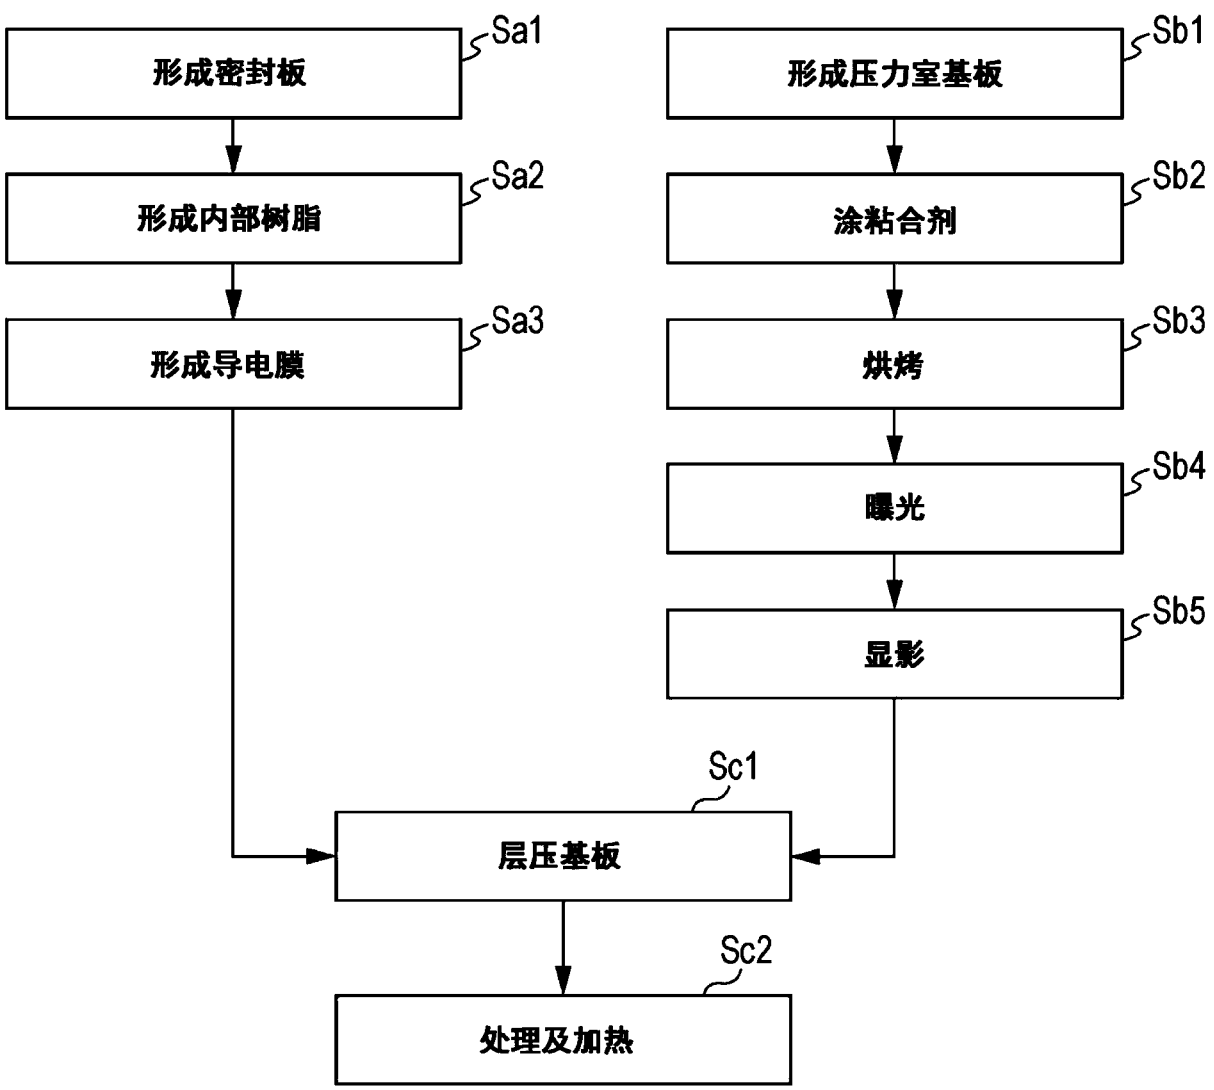 Sa1
形成密封板
Sa2
形成内部树脂
Sa3
形成导电膜
Sb1
形成压力室基板
Sb2
涂粘合剂
Sb3
烘烤
Sb4
曝光
Sb5
显影
Sc1
层压基板
Sc2
处理及加热